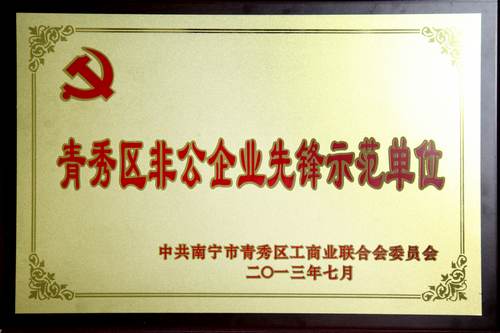 青秀区非公企业先锋示范单位
中共南宁市青秀区工商业联合会委员会
二〇一三年七月